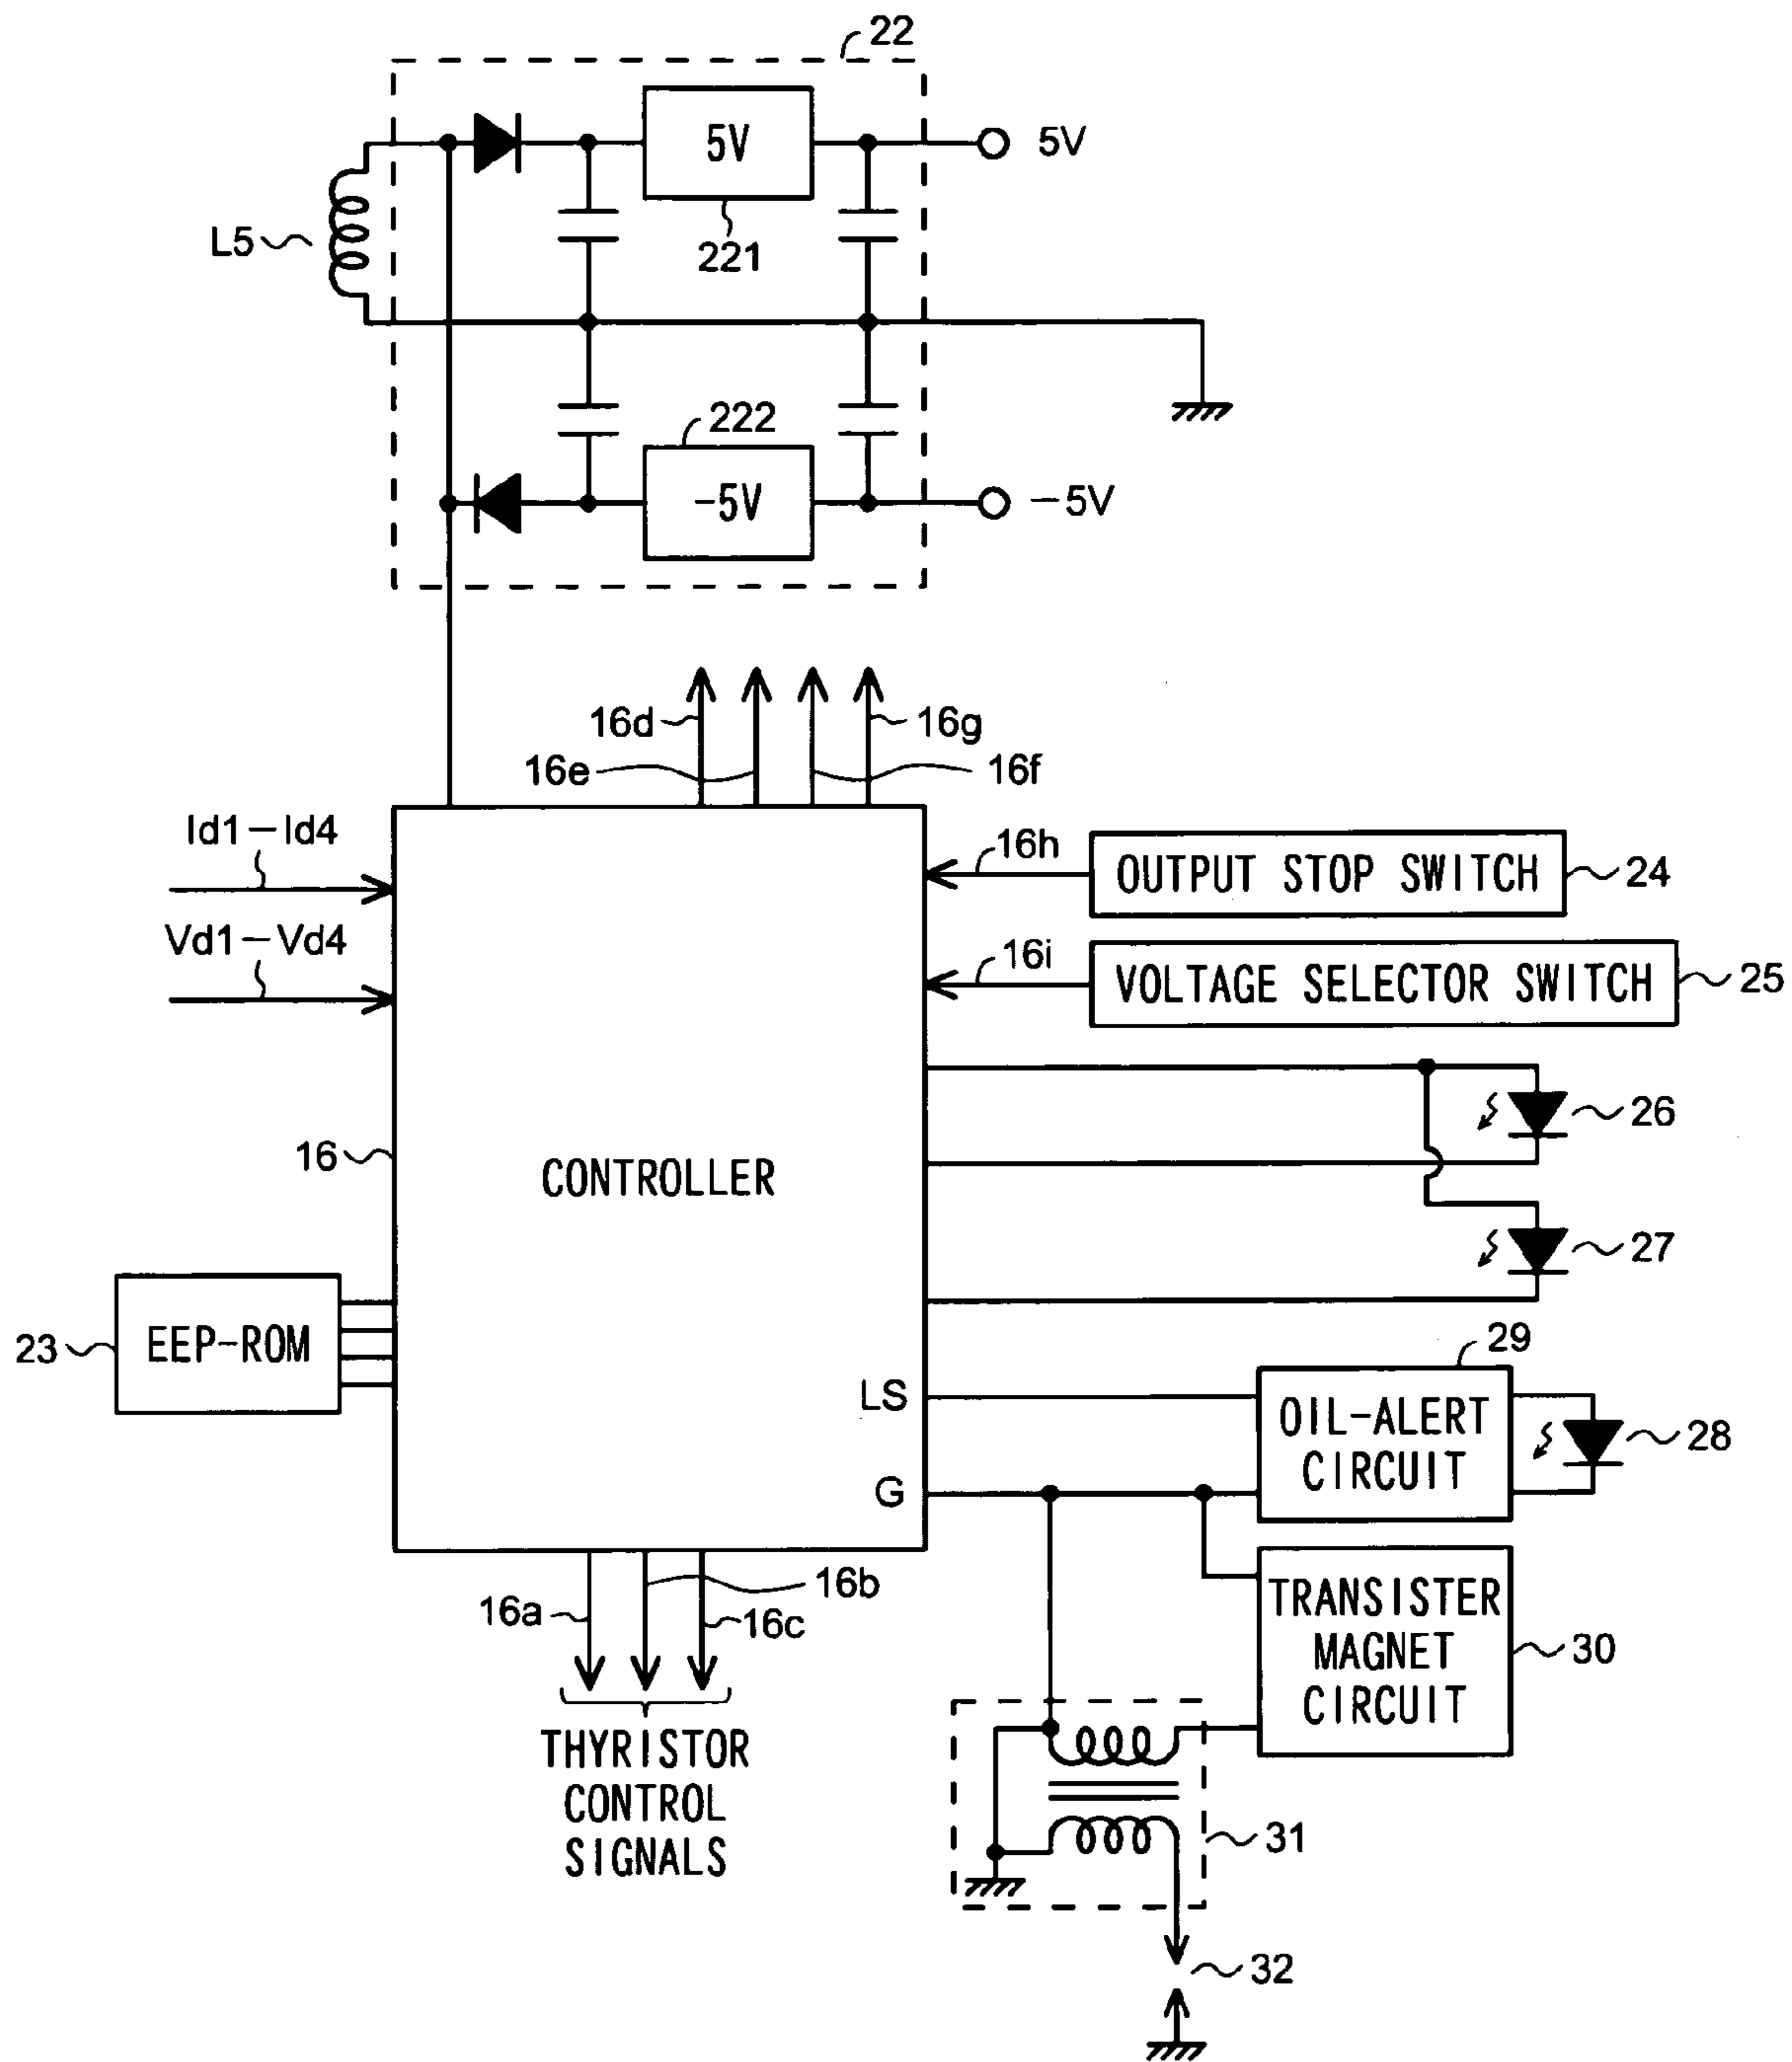 22
5V
5V
L5
221
222
-5V
−5V
16d
16g
16e
16f
Id1−Id4
16h
OUTPUT STOP SWITCH
24
Vd1−Vd4
16i
VOLTAGE SELECTOR SWITCH
25
26
16
CONTROLLER
27
23
EEP-ROM
29
LS
OIL-ALERT
CIRCUIT
28
G
16a
16b
16c
TRANSISTER
MAGNET
CIRCUIT
30
THYRISTOR
CONTROL
SIGNALS
31
32